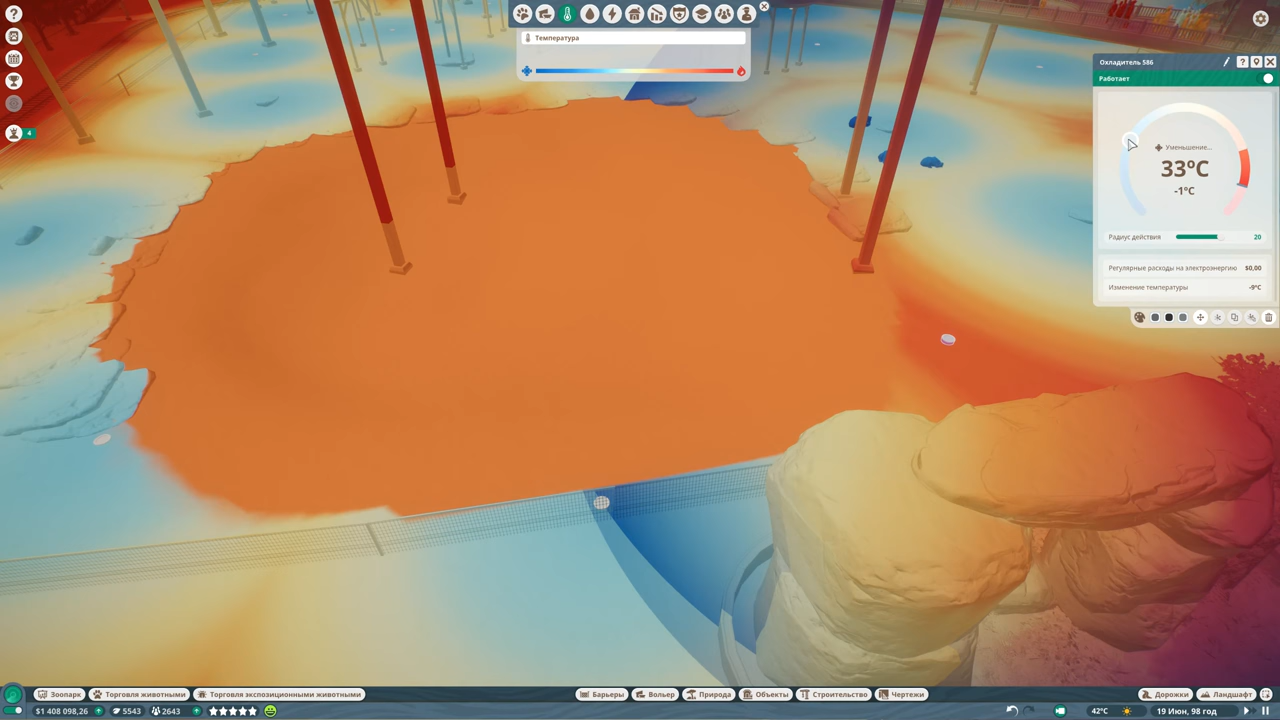 Температура
Охладитель 586
Работает
Уменьшение...
33°C
-1°C
Радиус действия 20
Регулярные расходы на электроэнергию $0,00
Изменение температуры -9°C
4
Зоопарк
Торговля животными
Торговля экспозиционными животными
Барьеры
Вольер
Природа
Объекты
Строительство
Чертежи
Дорожки
Ландшафт
$1 408 098,26
5543
2643
42°C
19 Июн, 98 год